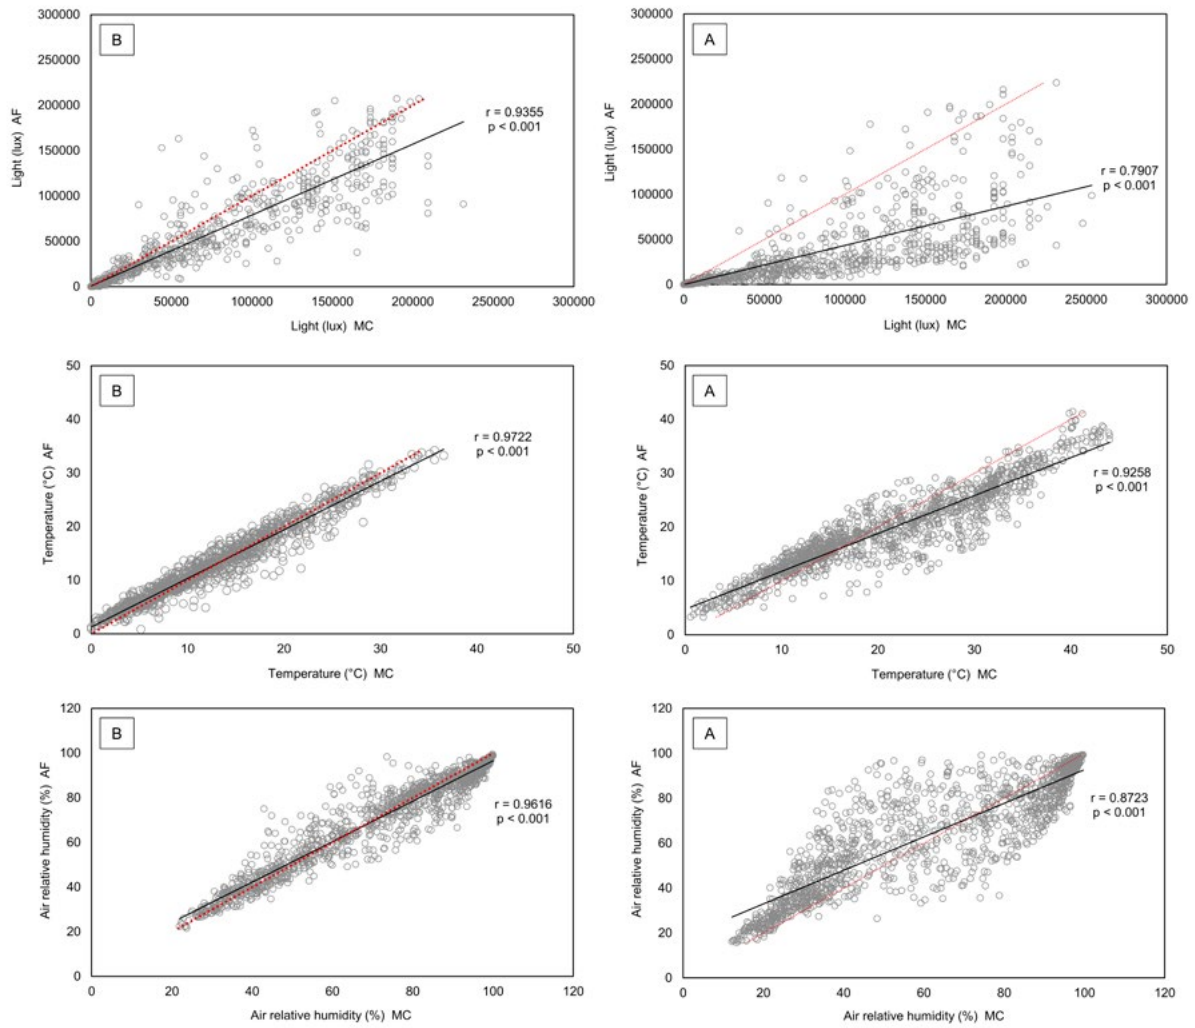 B
300000
250000
200000
150000
100000
50000
0
Light (lux) AF
r = 0.9355
p < 0.001
0 50000 100000 150000 200000 250000 300000
Light (lux) MC
A
300000
250000
200000
150000
100000
50000
0
Light (lux) AF
r = 0.7907
p < 0.001
0 50000 100000 150000 200000 250000 300000
Light (lux) MC
B
50
40
30
20
10
0
Temperature (°C) AF
r = 0.9722
p < 0.001
0 10 20 30 40 50
Temperature (°C) MC
A
50
40
30
20
10
0
Temperature (°C) AF
r = 0.9258
p < 0.001
0 10 20 30 40 50
Temperature (°C) MC
B
120
100
80
60
40
20
0
Air relative humidity (%) AF
r = 0.9616
p < 0.001
0 20 40 60 80 100 120
Air relative humidity (%) MC
A
120
100
80
60
40
20
0
Air relative humidity (%) AF
r = 0.8723
p < 0.001
0 20 40 60 80 100 120
Air relative humidity (%) MC